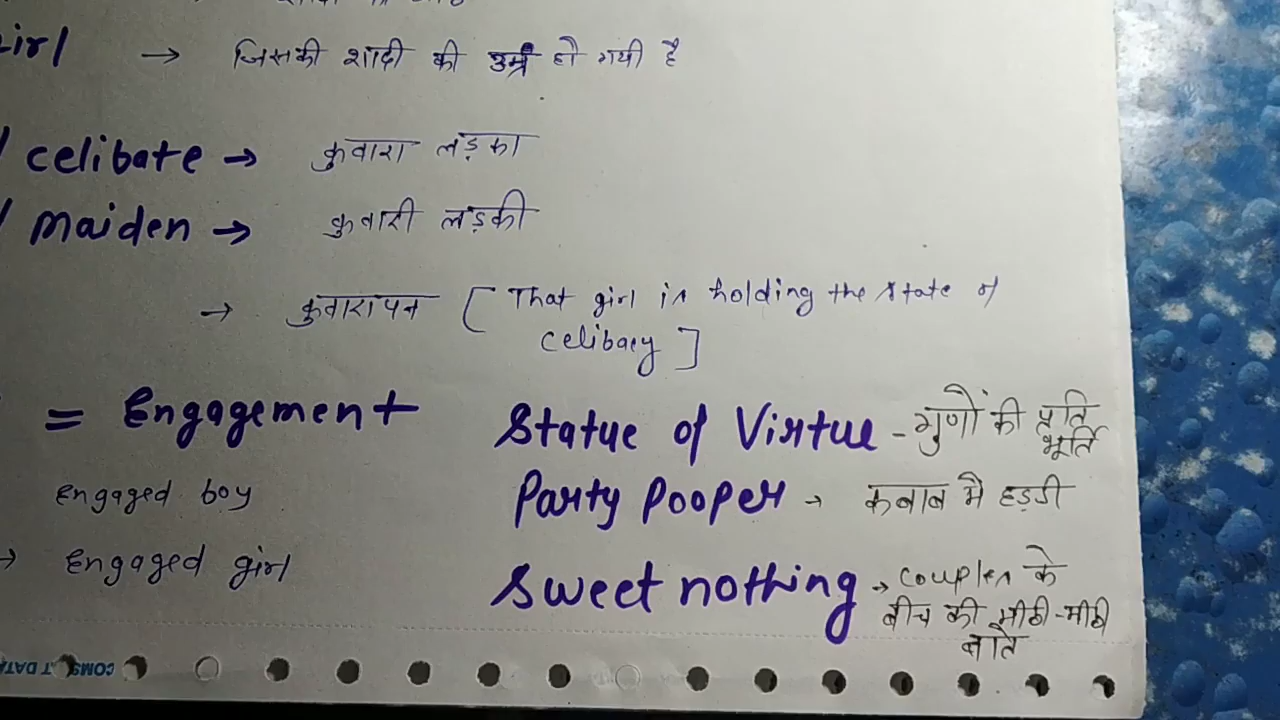 girl → जिसकी शादी की उम्र हो गयी है
/ celibate → कुवारा लड़का
/ maiden → कुवारी लड़की
→ कुवारापन [ That girl is holding the state of
celibacy ]
= Engagement
Engaged boy
→ Engaged girl
Statue of Virtue - गुणों की प्रति
मूर्ति
Party Pooper → कबाब मै हड्डी
Sweet nothing → couples के
बीच की मीठी-मीठी
बाते